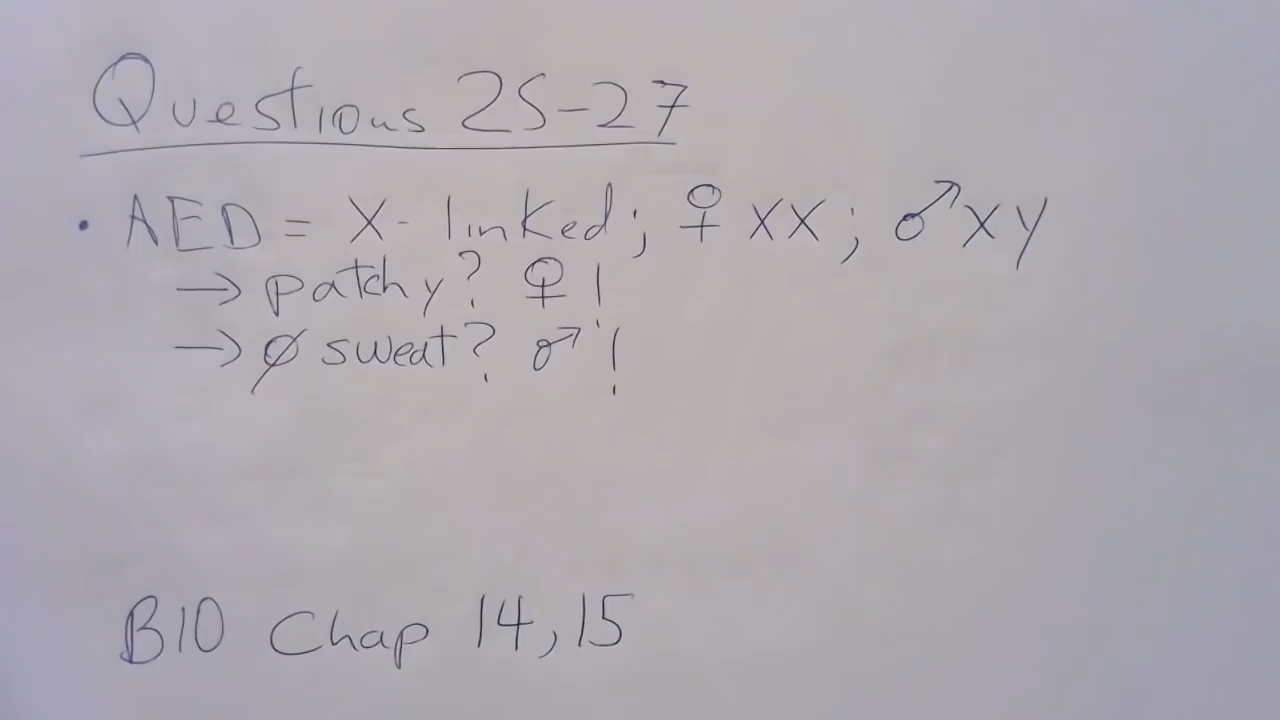 Questions 25-27
• AED = X-linked; ♀ XX; ♂ XY
→ patchy? ♀!
→ ∅ sweat? ♂!
BIO Chap 14, 15